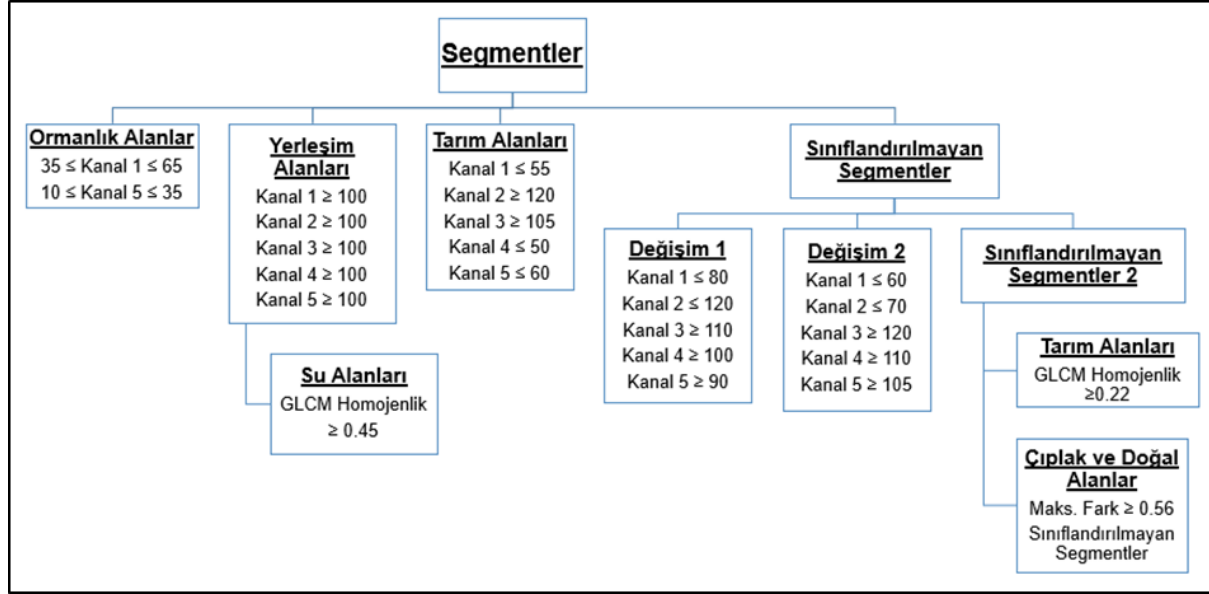 Segmentler
Ormanlık Alanlar
35 ≤ Kanal 1 ≤ 65
10 ≤ Kanal 5 ≤ 35
Yerleşim
Alanları
Kanal 1 ≥ 100
Kanal 2 ≥ 100
Kanal 3 ≥ 100
Kanal 4 ≥ 100
Kanal 5 ≥ 100
Su Alanları
GLCM Homojenlik
≥ 0.45
Tarım Alanları
Kanal 1 ≤ 55
Kanal 2 ≥ 120
Kanal 3 ≥ 105
Kanal 4 ≤ 50
Kanal 5 ≤ 60
Sınıflandırılmayan
Segmentler
Değişim 1
Kanal 1 ≤ 80
Kanal 2 ≤ 120
Kanal 3 ≥ 110
Kanal 4 ≥ 100
Kanal 5 ≥ 90
Değişim 2
Kanal 1 ≤ 60
Kanal 2 ≤ 70
Kanal 3 ≥ 120
Kanal 4 ≥ 110
Kanal 5 ≥ 105
Sınıflandırılmayan
Segmentler 2
Tarım Alanları
GLCM Homojenlik
≥0.22
Çıplak ve Doğal
Alanlar
Maks. Fark ≥ 0.56
Sınıflandırılmayan
Segmentler